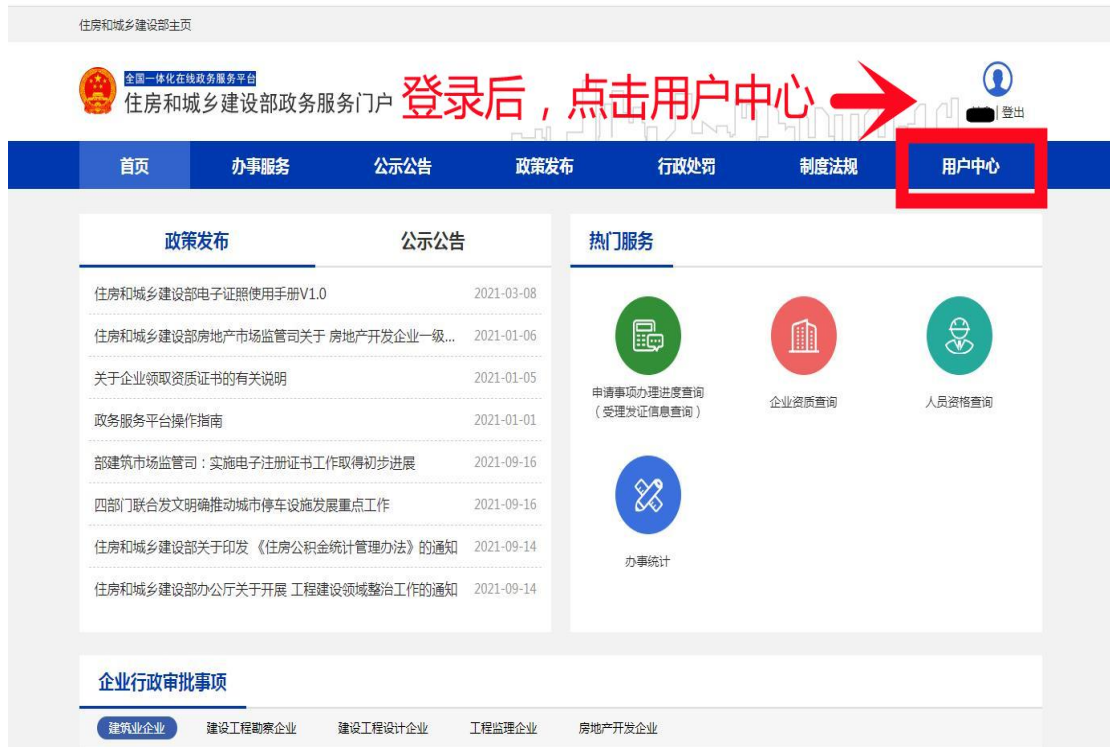 住房和城乡建设部主页
全国一体化在线政务服务平台
住房和城乡建设部政务服务门户
登录后，点击用户中心
登出
首页 办事服务 公示公告 政策发布 行政处罚 制度法规 用户中心
政策发布 公示公告
住房和城乡建设部电子证照使用手册V1.0 2021-03-08
住房和城乡建设部房地产市场监管司关于 房地产开发企业一级... 2021-01-06
关于企业领取资质证书的有关说明 2021-01-05
政务服务平台操作指南 2021-01-01
部建筑市场监管司：实施电子注册证书工作取得初步进展 2021-09-16
四部门联合发文明确推动城市停车设施发展重点工作 2021-09-16
住房和城乡建设部关于印发 《住房公积金统计管理办法》的通知 2021-09-14
住房和城乡建设部办公厅关于开展 工程建设领域整治工作的通知 2021-09-14
热门服务
申请事项办理进度查询
（受理发证信息查询）
企业资质查询
人员资格查询
办事统计
企业行政审批事项
建筑业企业 建设工程勘察企业 建设工程设计企业 工程监理企业 房地产开发企业